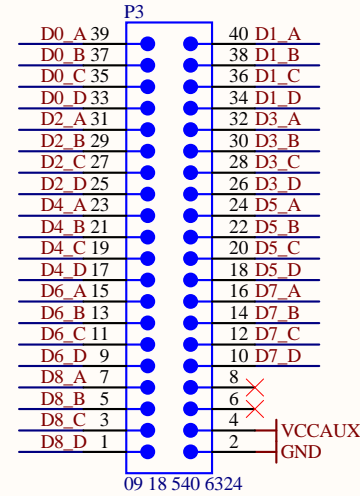 P3
D0_A 39 40 D1_A
D0_B 37 38 D1_B
D0_C 35 36 D1_C
D0_D 33 34 D1_D
D2_A 31 32 D3_A
D2_B 29 30 D3_B
D2_C 27 28 D3_C
D2_D 25 26 D3_D
D4_A 23 24 D5_A
D4_B 21 22 D5_B
D4_C 19 20 D5_C
D4_D 17 18 D5_D
D6_A 15 16 D7_A
D6_B 13 14 D7_B
D6_C 11 12 D7_C
D6_D 9 10 D7_D
D8_A 7 8
D8_B 5 6
D8_C 3 4 VCCAUX
D8_D 1 2 GND
09 18 540 6324